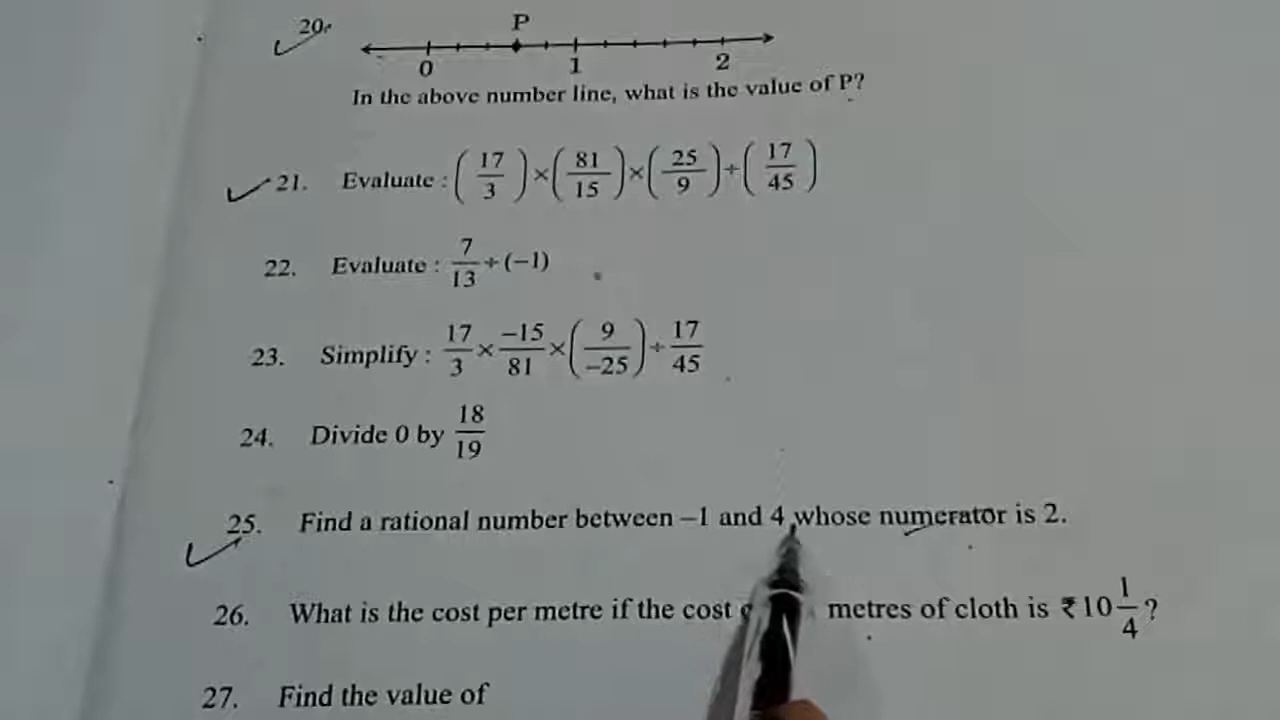 20. P
0 1 2
In the above number line, what is the value of P?
21. Evaluate : (17/3)×(81/15)×(25/9)÷(17/45)
22. Evaluate : 7/13÷(−1)
23. Simplify : 17/3×−15/81×(9/−25)÷17/45
24. Divide 0 by 18/19
25. Find a rational number between −1 and 4 whose numerator is 2.
26. What is the cost per metre if the cost metres of cloth is ₹10 1/4?
27. Find the value of